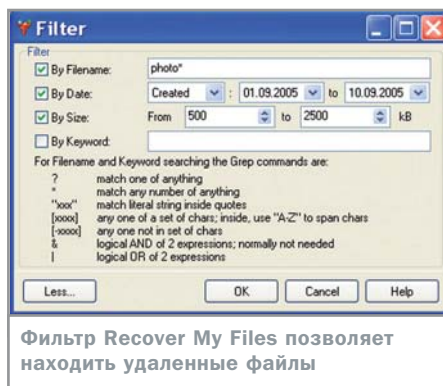 Filter
Filter
By Filename: photo*
By Date: Created : 01.09.2005 to 10.09.2005
By Size: From 500 to 2500 kB
By Keyword:
For Filename and Keyword searching the Grep commands are:
? match one of anything
* match any number of anything
"xxx" match literal string inside quotes
[xxxx] any one of a set of chars; inside, use "A-Z" to span chars
[-xxxx] any one not in set of chars
& logical AND of 2 expressions; normally not needed
| logical OR of 2 expressions
Less... OK Cancel Help
Фильтр Recover My Files позволяет
находить удаленные файлы